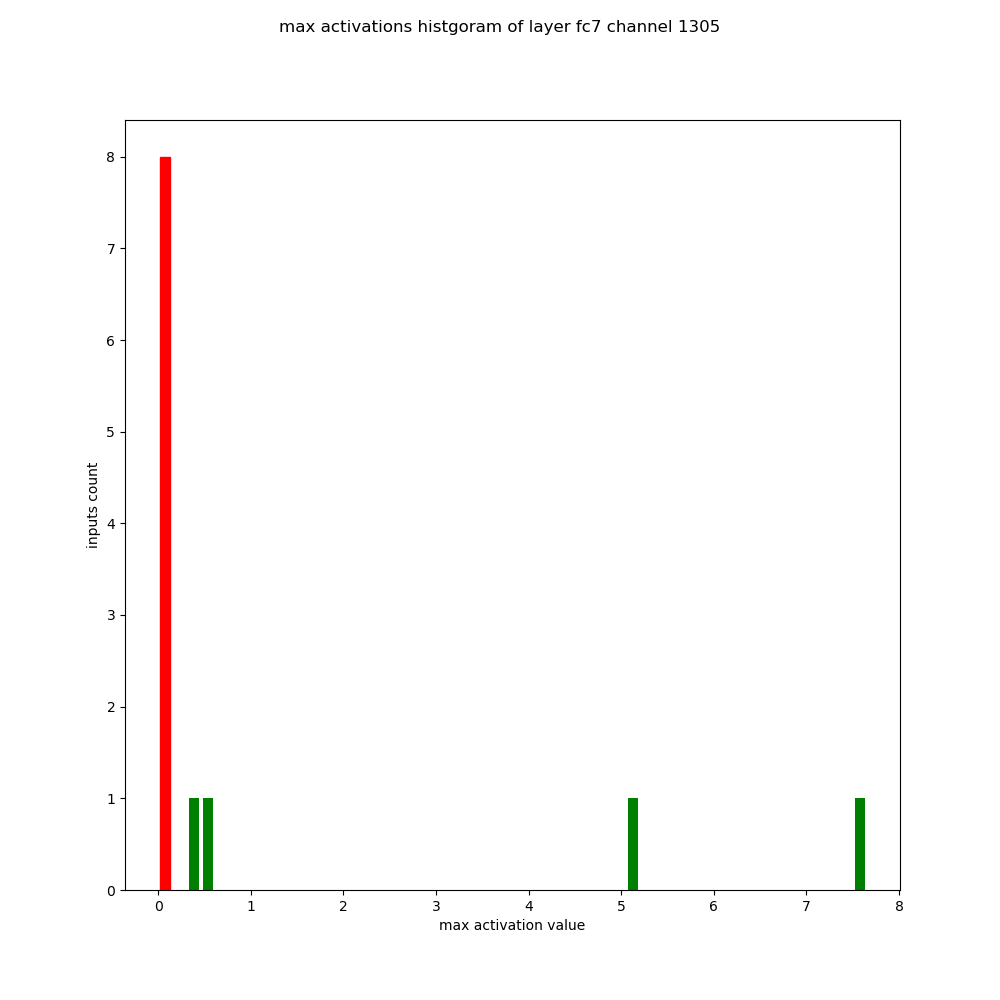 max activations histgoram of layer fc7 channel 1305
8
7
6
5
4
3
2
1
0
inputs count
0 1 2 3 4 5 6 7 8
max activation value